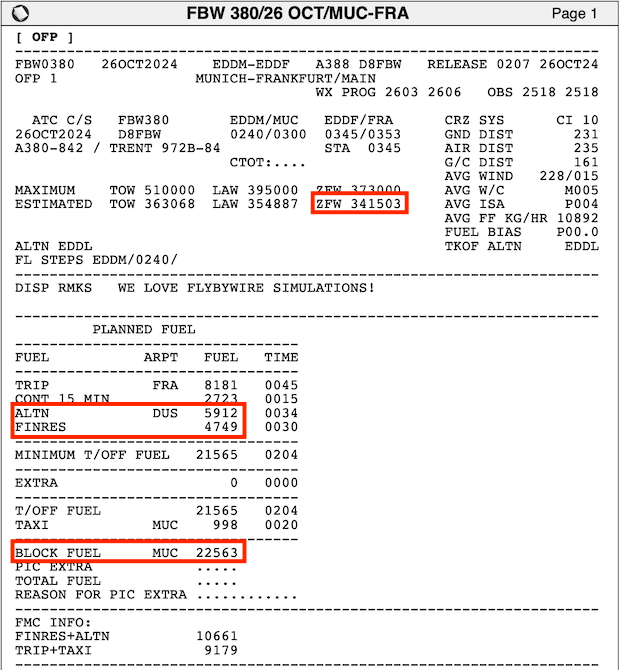 FBW 380/26 OCT/MUC-FRA Page 1
[ OFP ]
FBW0380 26OCT2024 EDDM-EDDF A388 D8FBW RELEASE 0207 26OCT24
OFP 1 MUNICH-FRANKFURT/MAIN
WX PROG 2603 2606 OBS 2518 2518
ATC C/S FBW380 EDDM/MUC EDDF/FRA CRZ SYS CI 10
26OCT2024 D8FBW 0240/0300 0345/0353 GND DIST 231
A380-842 / TRENT 972B-84 STA 0345 AIR DIST 235
CTOT:.... G/C DIST 161
AVG WIND 228/015
MAXIMUM TOW 510000 LAW 395000 ZFW 373000 AVG W/C M005
ESTIMATED TOW 363068 LAW 354887 ZFW 341503 AVG ISA P004
AVG FF KG/HR 10892
FUEL BIAS P00.0
ALTN EDDL TKOF ALTN EDDL
FL STEPS EDDM/0240/
DISP RMKS WE LOVE FLYBYWIRE SIMULATIONS!
PLANNED FUEL
FUEL ARPT FUEL TIME
TRIP FRA 8181 0045
CONT 15 MIN 2723 0015
ALTN DUS 5912 0034
FINRES 4749 0030
MINIMUM T/OFF FUEL 21565 0204
EXTRA 0 0000
T/OFF FUEL 21565 0204
TAXI MUC 998 0020
BLOCK FUEL MUC 22563
PIC EXTRA .....
TOTAL FUEL .....
REASON FOR PIC EXTRA ............
FMC INFO:
FINRES+ALTN 10661
TRIP+TAXI 9179